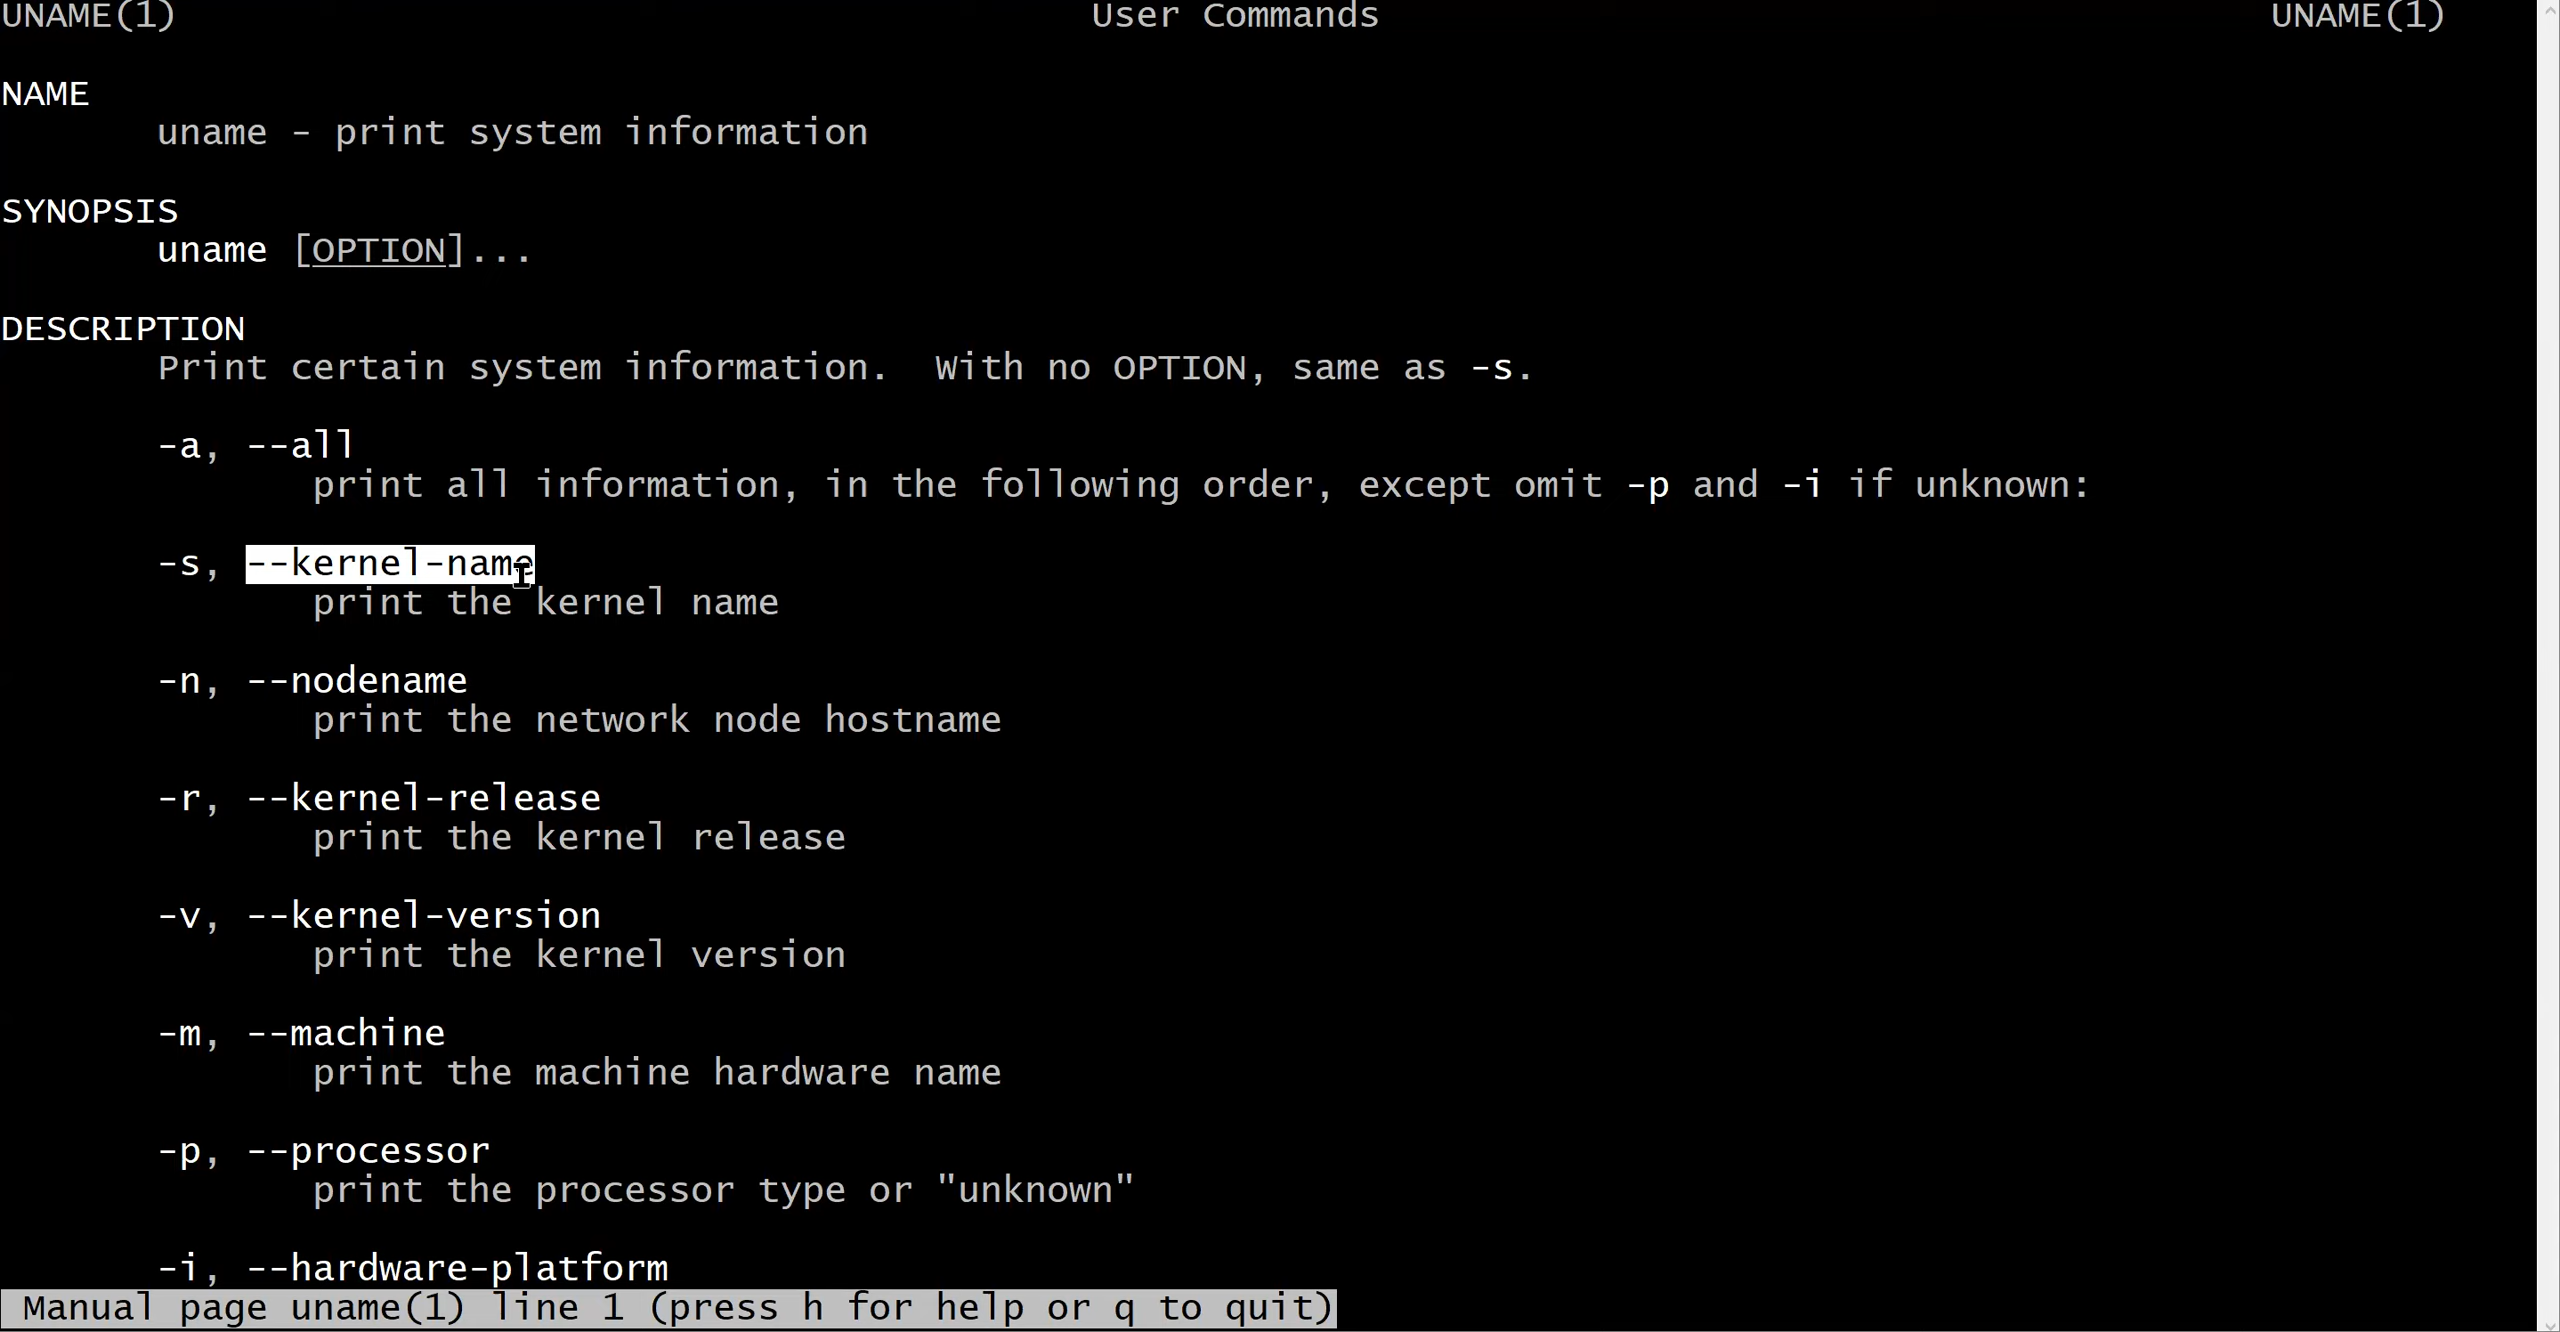 UNAME(1) User Commands UNAME(1)
NAME
uname - print system information
SYNOPSIS
uname [OPTION]...
DESCRIPTION
Print certain system information.  With no OPTION, same as -s.
-a, --all
print all information, in the following order, except omit -p and -i if unknown:
-s, --kernel-name
print the kernel name
-n, --nodename
print the network node hostname
-r, --kernel-release
print the kernel release
-v, --kernel-version
print the kernel version
-m, --machine
print the machine hardware name
-p, --processor
print the processor type or "unknown"
-i, --hardware-platform
Manual page uname(1) line 1 (press h for help or q to quit)